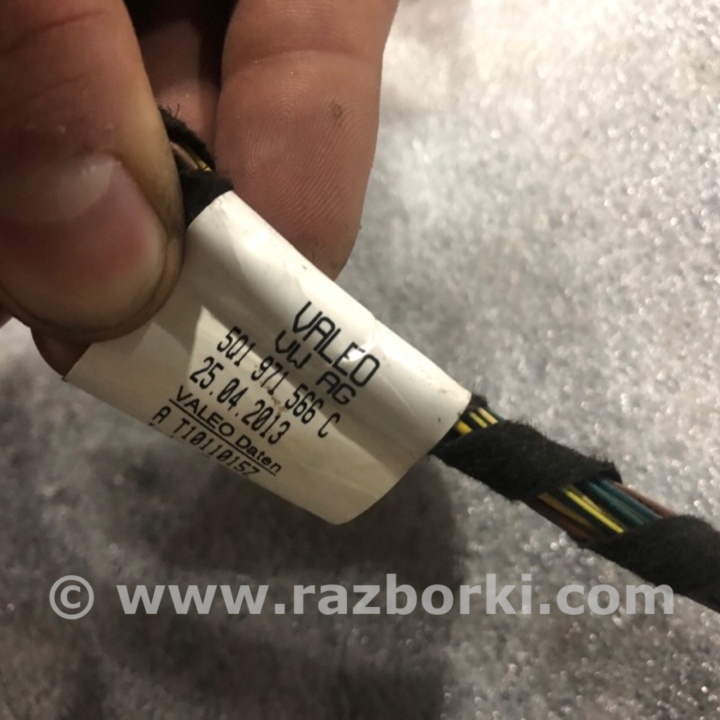 VALEO
VW AG
5Q1 971 566 C
25.04.2013
VALEO Daten
A T10110157
© www.razborki.com